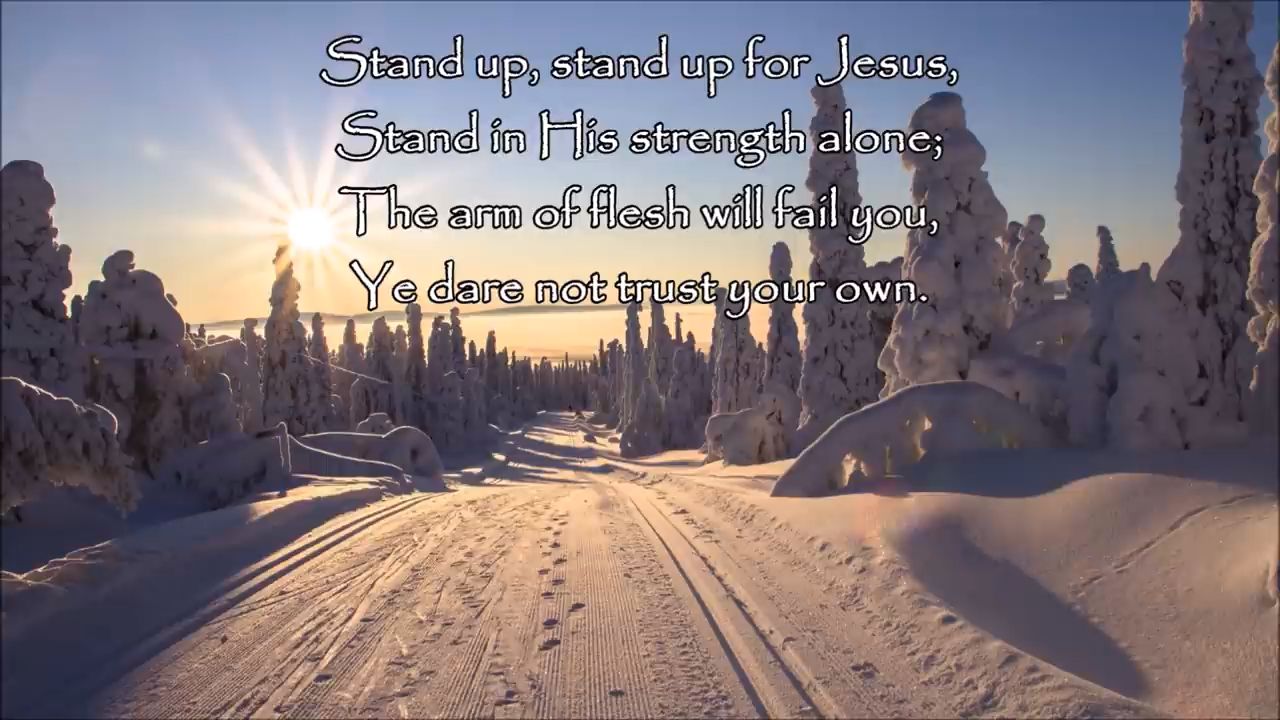 Stand up, stand up for Jesus,
Stand in His strength alone;
The arm of flesh will fail you,
Ye dare not trust your own.